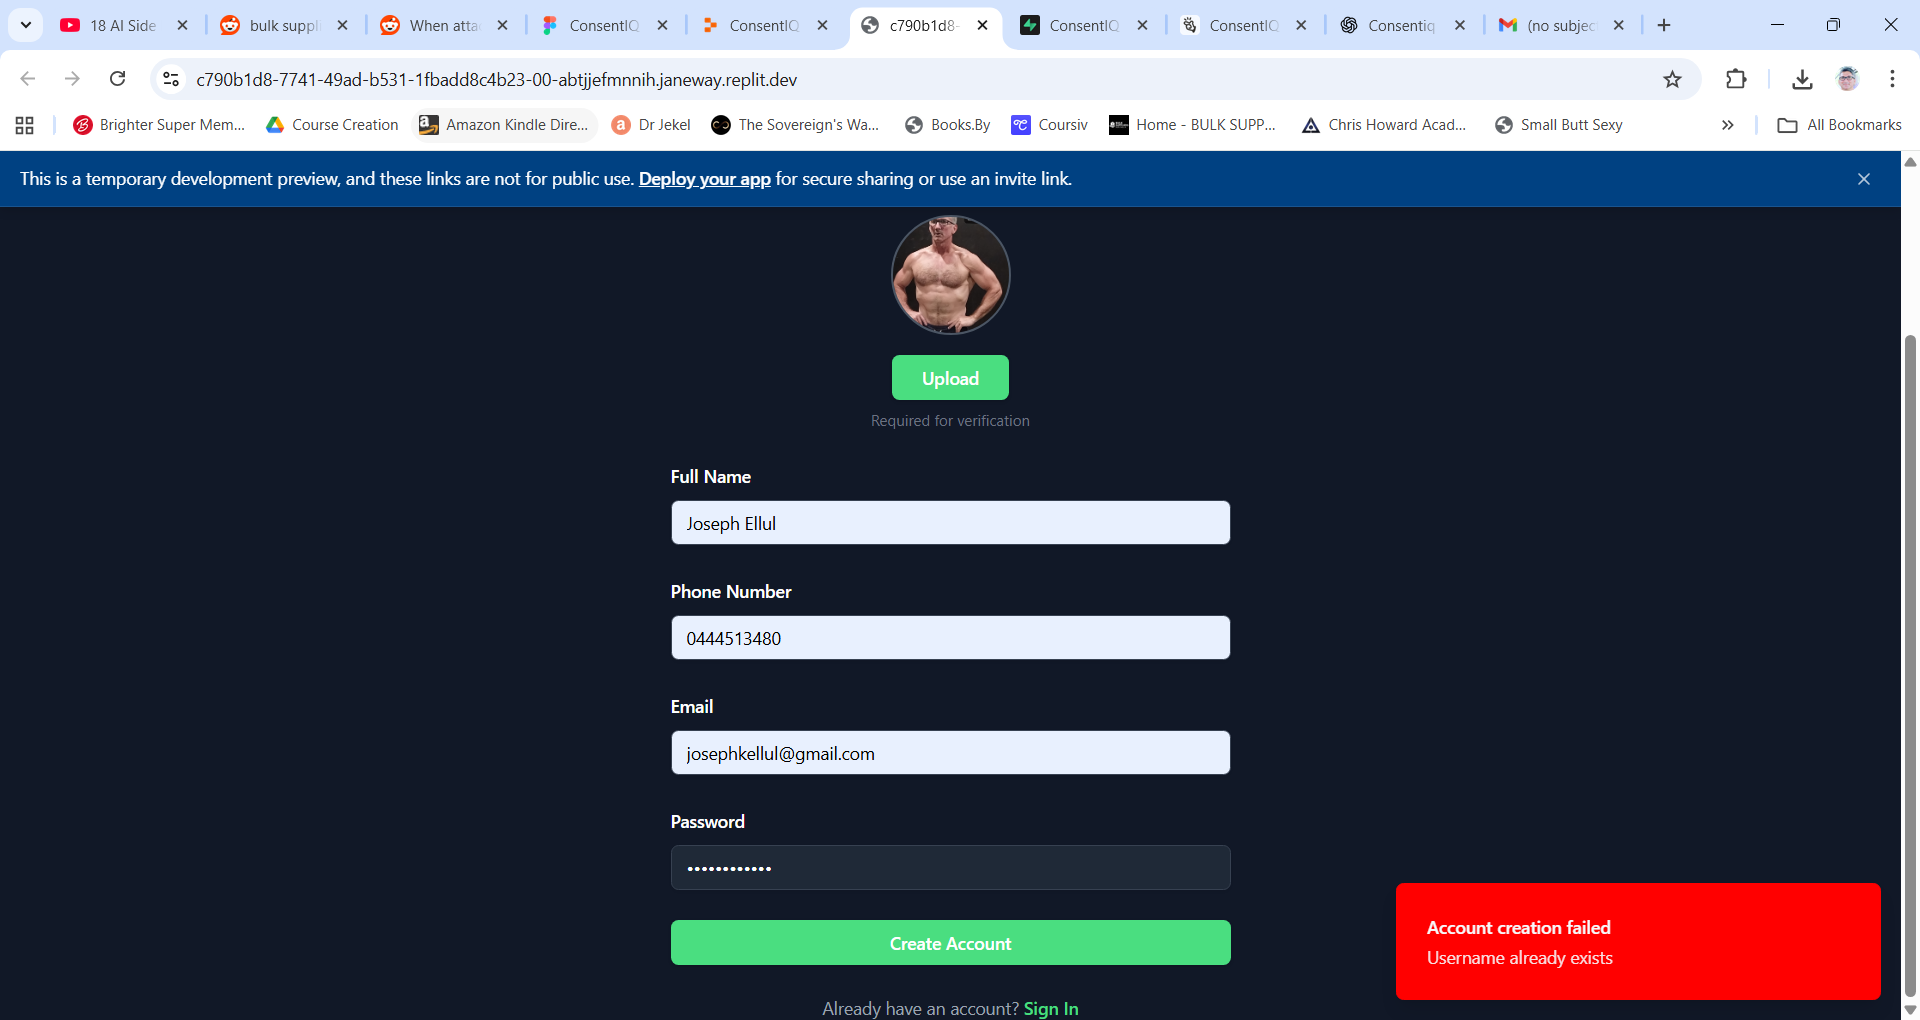 18 AI Side
bulk suppl
When atta
ConsentIQ
ConsentIQ
c790b1d8-
ConsentIQ
ConsentIQ
Consentiq
(no subjec
c790b1d8-7741-49ad-b531-1fbadd8c4b23-00-abtjjefmnnih.janeway.replit.dev
Brighter Super Mem...
Course Creation
Amazon Kindle Dire...
Dr Jekel
The Sovereign's Wa...
Books.By
Coursiv
Home - BULK SUPP...
Chris Howard Acad...
Small Butt Sexy
All Bookmarks
This is a temporary development preview, and these links are not for public use. Deploy your app for secure sharing or use an invite link.
Upload
Required for verification
Full Name
Joseph Ellul
Phone Number
0444513480
Email
josephkellul@gmail.com
Password
••••••••••••
Create Account
Account creation failed
Username already exists
Already have an account? Sign In